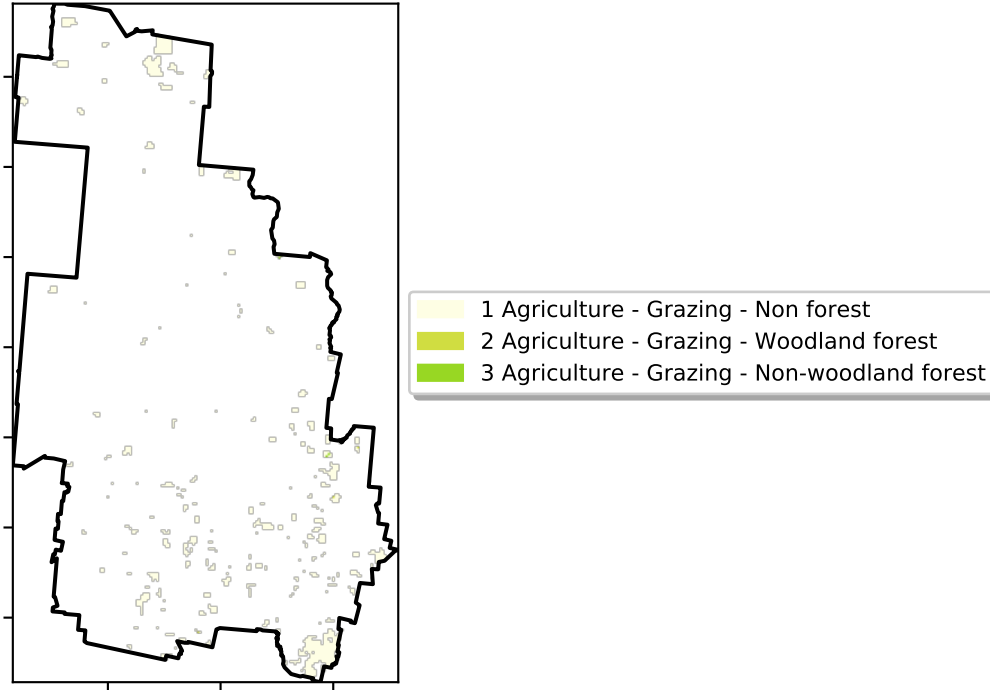 1 Agriculture - Grazing - Non forest
2 Agriculture - Grazing - Woodland forest
3 Agriculture - Grazing - Non-woodland forest